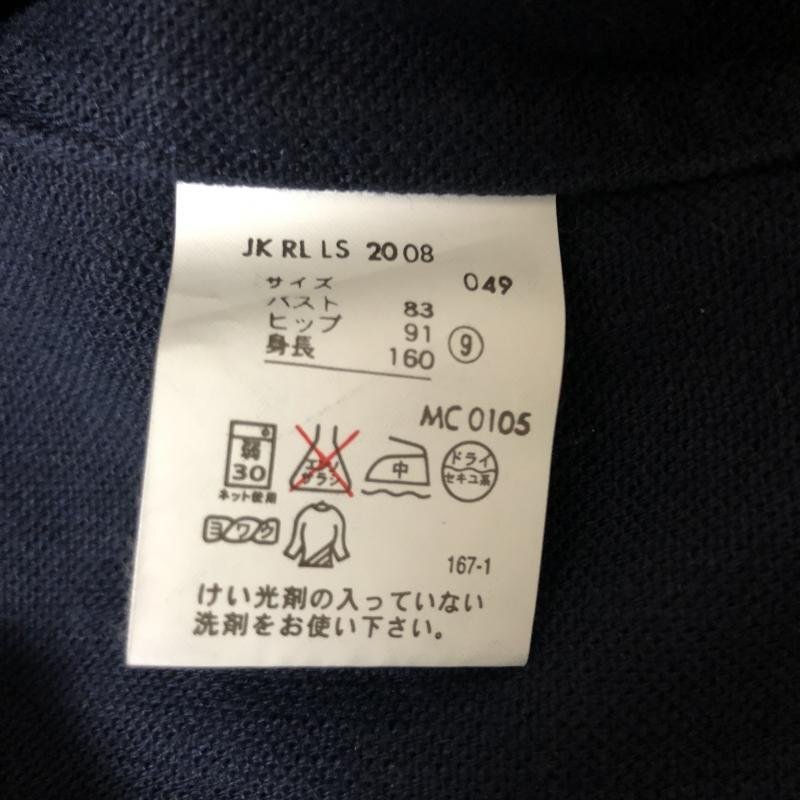 JK RL LS 2008
049
サイズ
バスト 83
ヒップ 91
身長 160
9
MC 0105
弱
30
ネット使用
エンソ
サラシ
中
ドライ
セキユ系
ヨワク
167-1
けい光剤の入っていない
洗剤をお使い下さい。